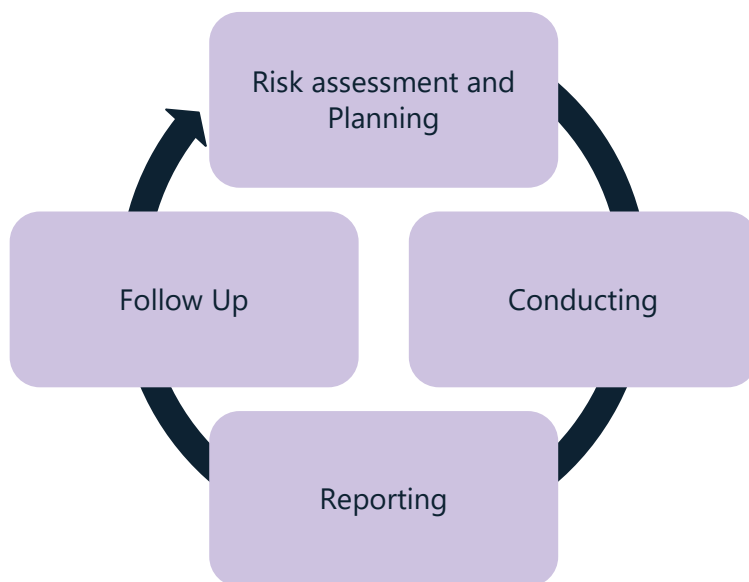 Risk assessment and
Planning
Conducting
Reporting
Follow Up